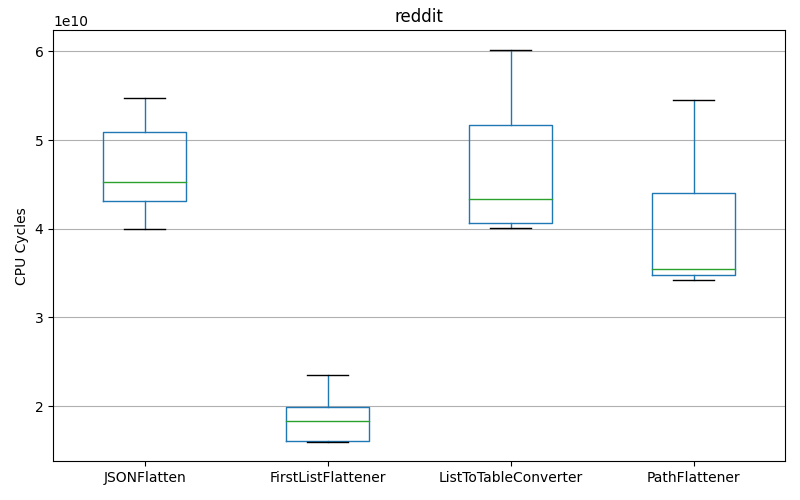 reddit
1e10
6
5
4
3
2
CPU Cycles
JSONFlatten
FirstListFlattener
ListToTableConverter
PathFlattener